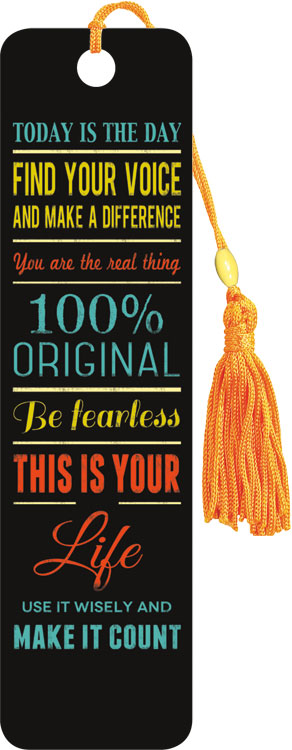 TODAY IS THE DAY
FIND YOUR VOICE
AND MAKE A DIFFERENCE
You are the real thing
100%
ORIGINAL
Be fearless
THIS IS YOUR
Life
USE IT WISELY AND
MAKE IT COUNT